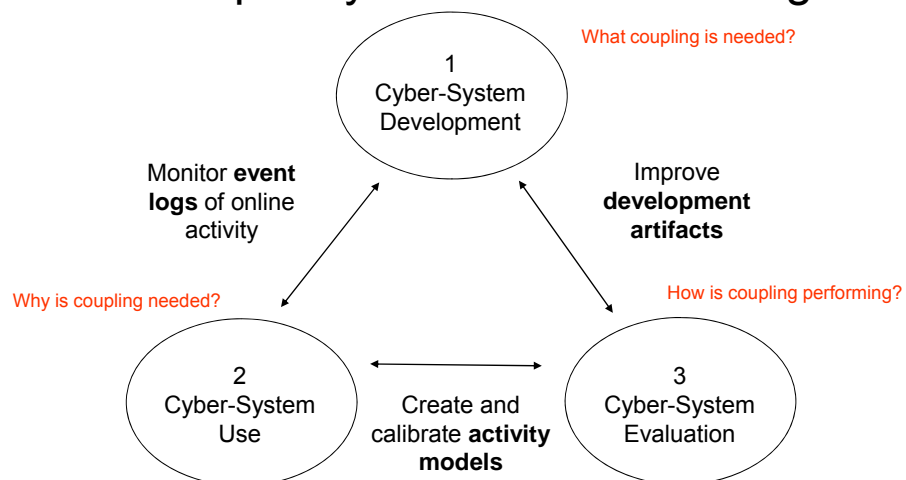 What coupling is needed?
1
Cyber-System
Development
Monitor event
logs of online
activity
Improve
development
artifacts
Why is coupling needed?
How is coupling performing?
2
Cyber-System
Use
Create and
calibrate activity
models
3
Cyber-System
Evaluation